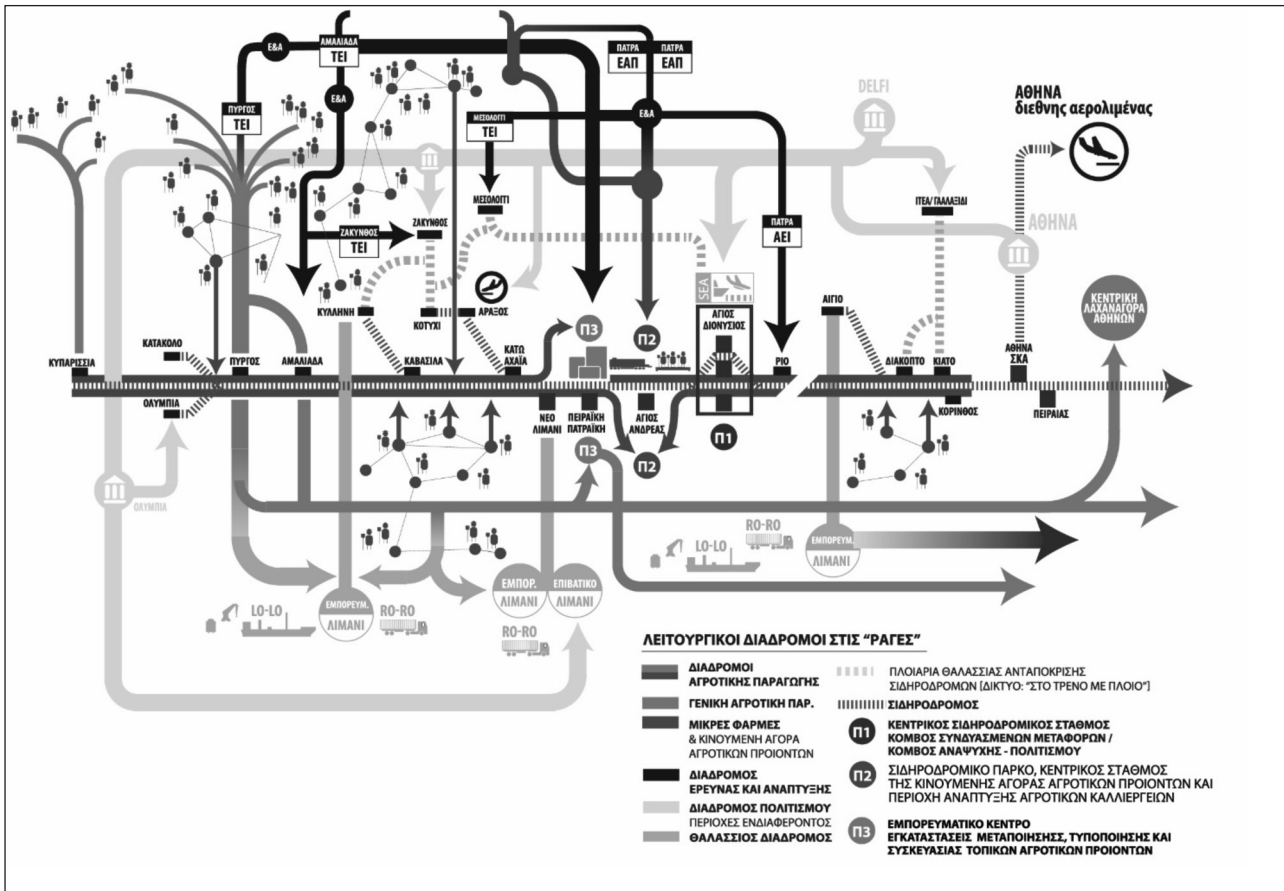 ΑΜΑΛΙΑΔΑ
ΤΕΙ
Ε&Α
ΠΑΤΡΑ
ΕΑΠ
ΠΑΤΡΑ
ΕΑΠ
DELFI
ΑΘΗΝΑ
διεθνης αερολιμένας
ΠΥΡΓΟΣ
ΤΕΙ
Ε&Α
ΜΕΣΟΛΟΓΓΙ
ΤΕΙ
Ε&Α
ΜΕΣΟΛΟΓΓΙ
ΙΤΕΑ/ΓΑΑΛΑΞΙΔΙ
ΑΘΗΝΑ
ΖΑΚΥΝΘΟΣ
ΖΑΚΥΝΘΟΣ
ΤΕΙ
ΠΑΤΡΑ
ΑΕΙ
SEA
ΚΥΛΛΗΝΗ
ΚΟΤΥΧΙ
ΑΡΑΞΟΣ
ΑΓΙΟΣ
ΔΙΟΝΥΣΙΟΣ
ΑΙΓΙΟ
ΚΕΝΤΡΙΚΗ
ΛΑΧΑΝΑΓΟΡΑ
ΑΘΗΝΩΝ
Π3
Π2
ΚΥΠΑΡΙΣΣΙΑ
ΚΑΤΑΚΟΛΟ
ΠΥΡΓΟΣ
ΑΜΑΛΙΑΔΑ
ΚΑΒΑΣΙΛΑ
ΚΑΤΩ
ΑΧΑΪΑ
ΡΙΟ
ΔΙΑΚΟΠΤΟ
ΚΙΑΤΟ
ΑΘΗΝΑ
ΣΚΑ
ΟΛΥΜΠΙΑ
ΝΕΟ
ΛΙΜΑΝΙ
ΠΕΙΡΑΪΚΗ
ΠΑΤΡΑΪΚΗ
ΑΓΙΟΣ
ΑΝΔΡΕΑΣ
Π1
ΚΟΡΙΝΘΟΣ
ΠΕΙΡΑΙΑΣ
Π3
Π2
ΟΛΥΜΠΙΑ
RO-RO
LO-LO
ΕΜΠΟΡΕΥΜ.
ΛΙΜΑΝΙ
LO-LO
ΕΜΠΟΡΕΥΜ.
ΛΙΜΑΝΙ
RO-RO
ΕΜΠΟΡ.
ΛΙΜΑΝΙ
ΕΠΙΒΑΤΙΚΟ
ΛΙΜΑΝΙ
RO-RO
ΛΕΙΤΟΥΡΓΙΚΟΙ ΔΙΑΔΡΟΜΟΙ ΣΤΙΣ "ΡΑΓΕΣ"
ΔΙΑΔΡΟΜΟΙ
ΑΓΡΟΤΙΚΗΣ ΠΑΡΑΓΩΓΗΣ
ΓΕΝΙΚΗ ΑΓΡΟΤΙΚΗ ΠΑΡ.
ΜΙΚΡΕΣ ΦΑΡΜΕΣ
& ΚΙΝΟΥΜΕΝΗ ΑΓΟΡΑ
ΑΓΡΟΤΙΚΩΝ ΠΡΟΙΟΝΤΩΝ
ΔΙΑΔΡΟΜΟΣ
ΕΡΕΥΝΑΣ ΚΑΙ ΑΝΑΠΤΥΞΗΣ
ΔΙΑΔΡΟΜΟΣ ΠΟΛΙΤΙΣΜΟΥ
ΠΕΡΙΟΧΕΣ ΕΝΔΙΑΦΕΡΟΝΤΟΣ
ΘΑΛΑΣΣΙΟΣ ΔΙΑΔΡΟΜΟΣ
ΠΛΟΙΑΡΙΑ ΘΑΛΑΣΣΙΑΣ ΑΝΤΑΠΟΚΡΙΣΗΣ
ΣΙΔΗΡΟΔΡΟΜΩΝ [ΔΙΚΤΥΟ: "ΣΤΟ ΤΡΕΝΟ ΜΕ ΠΛΟΙΟ"]
ΣΙΔΗΡΟΔΡΟΜΟΣ
Π1 ΚΕΝΤΡΙΚΟΣ ΣΙΔΗΡΟΔΡΟΜΙΚΟΣ ΣΤΑΘΜΟΣ
ΚΟΜΒΟΣ ΣΥΝΔΥΑΣΜΕΝΩΝ ΜΕΤΑΦΟΡΩΝ /
ΚΟΜΒΟΣ ΑΝΑΨΥΧΗΣ - ΠΟΛΙΤΙΣΜΟΥ
Π2 ΣΙΔΗΡΟΔΡΟΜΙΚΟ ΠΑΡΚΟ, ΚΕΝΤΡΙΚΟΣ ΣΤΑΘΜΟΣ
ΤΗΣ ΚΙΝΟΥΜΕΝΗΣ ΑΓΟΡΑΣ ΑΓΡΟΤΙΚΩΝ ΠΡΟΙΟΝΤΩΝ ΚΑΙ
ΠΕΡΙΟΧΗ ΑΝΑΠΤΥΞΗΣ ΑΓΡΟΤΙΚΩΝ ΚΑΛΛΙΕΡΓΕΙΩΝ
Π3 ΕΜΠΟΡΕΥΜΑΤΙΚΟ ΚΕΝΤΡΟ
ΕΓΚΑΤΑΣΤΑΣΕΙΣ ΜΕΤΑΠΟΙΗΣΗΣΣ, ΤΥΠΟΠΟΙΗΣΗΣ ΚΑΙ
ΣΥΣΚΕΥΑΣΙΑΣ ΤΟΠΙΚΩΝ ΑΓΡΟΤΙΚΩΝ ΠΡΟΙΟΝΤΩΝ